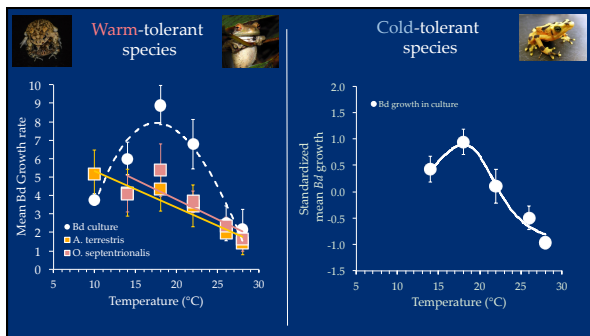 Warm-tolerant
species
Cold-tolerant
species
Mean Bd Growth rate
10
9
8
7
6
5
4
3
2
1
0
Bd culture
A. terrestris
O. septentrionalis
5
10
15
20
25
30
Temperature (°C)
Standardized
mean Bd growth
2.0
1.5
1.0
0.5
0.0
-0.5
-1.0
-1.5
Bd growth in culture
5
10
15
20
25
30
Temperature (°C)